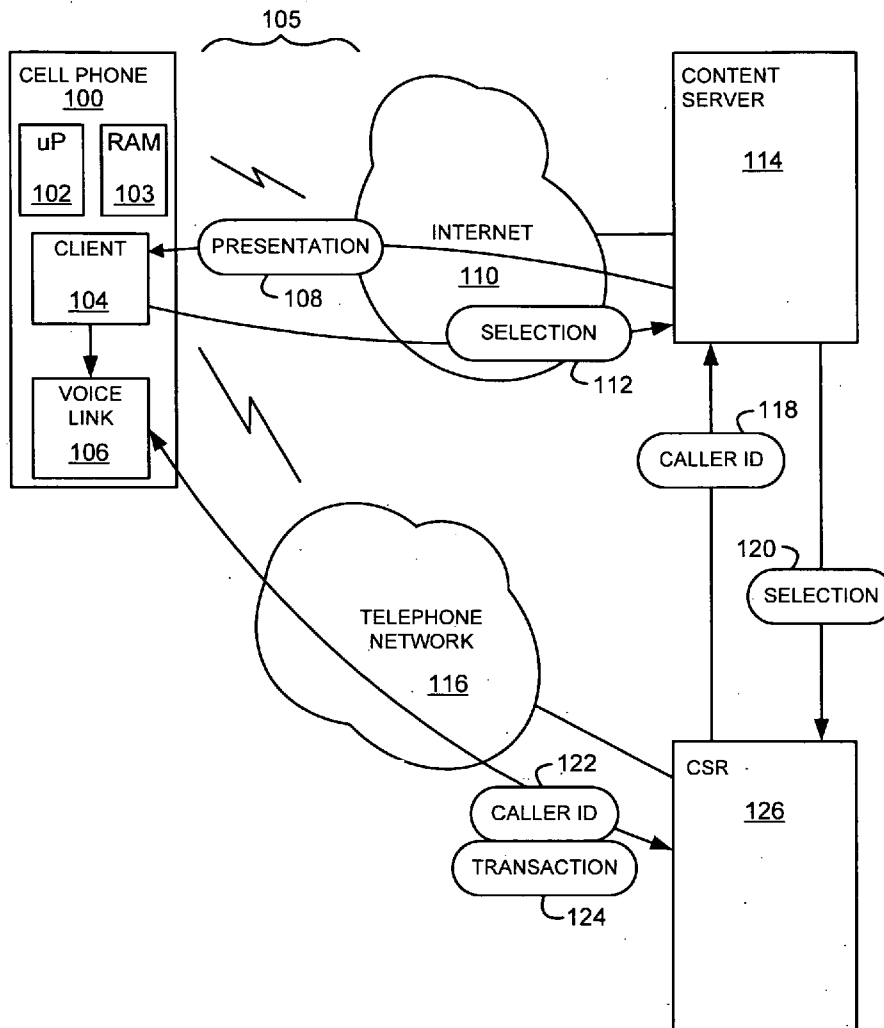 105
CELL PHONE
100
uP
102
RAM
103
CLIENT
104
VOICE
LINK
106
PRESENTATION
108
INTERNET
110
SELECTION
112
CONTENT
SERVER
114
118
CALLER ID
120
SELECTION
TELEPHONE
NETWORK
116
122
CALLER ID
TRANSACTION
124
CSR
126